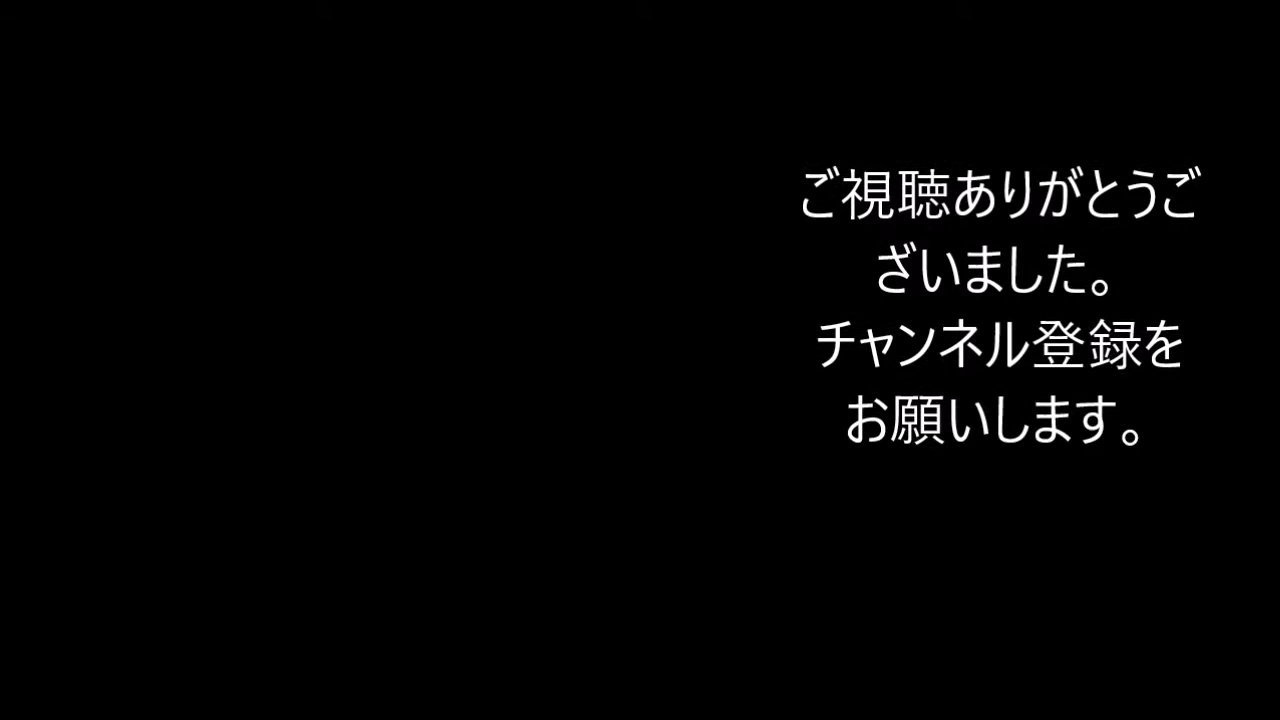 ご視聴ありがとうご
ざいました。
チャンネル登録を
お願いします。